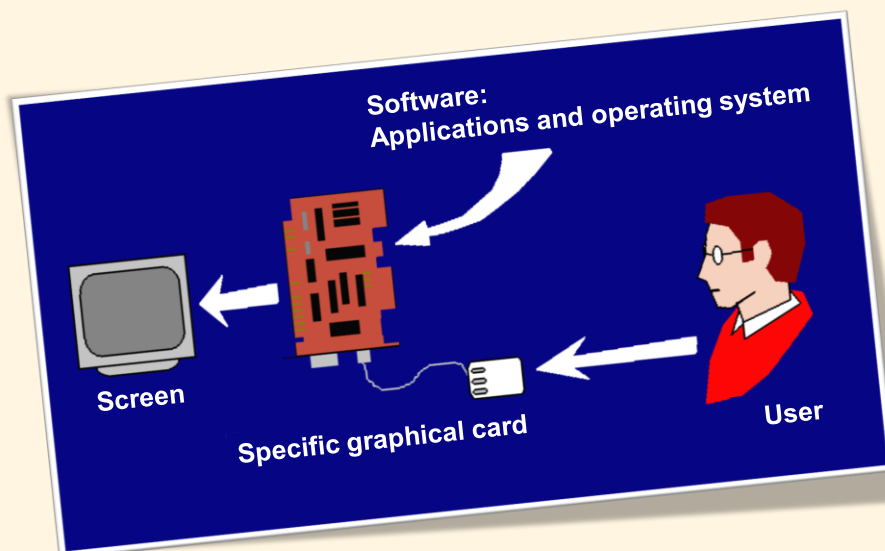 Software:
Applications and operating system
Screen
Specific graphical card
User